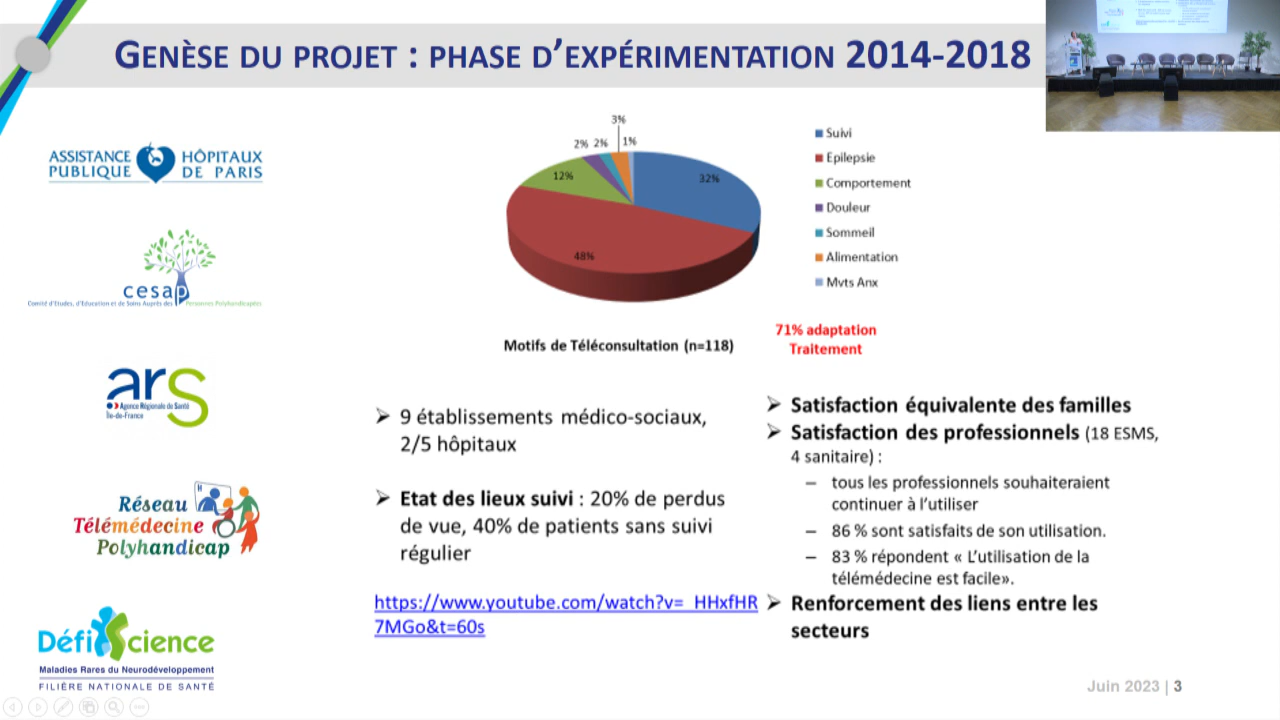 GENÈSE DU PROJET : PHASE D'EXPÉRIMENTATION 2014-2018
ASSISTANCE PUBLIQUE HÔPITAUX DE PARIS
cesap
Comité d'Etudes, d'Education et de Soins Auprès des Personnes Polyhandicapées
ars
Agence Régionale de Santé
Île-de-France
Réseau
Télémédecine
Polyhandicap
DéfiScience
Maladies Rares du Neurodéveloppement
FILIÈRE NATIONALE DE SANTÉ
3%
2% 2% 1%
12%
32%
48%
Suivi
Epilepsie
Comportement
Douleur
Sommeil
Alimentation
Mvts Anx
Motifs de Téléconsultation (n=118)
71% adaptation
Traitement
➢ 9 établissements médico-sociaux,
2/5 hôpitaux
➢ Etat des lieux suivi : 20% de perdus
de vue, 40% de patients sans suivi
régulier
https://www.youtube.com/watch?v=_HHxfHR
7MGo&t=60s
➢ Satisfaction équivalente des familles
➢ Satisfaction des professionnels (18 ESMS,
4 sanitaire) :
– tous les professionnels souhaiteraient
continuer à l'utiliser
– 86 % sont satisfaits de son utilisation.
– 83 % répondent « L'utilisation de la
télémédecine est facile».
➢ Renforcement des liens entre les
secteurs
Juin 2023 | 3